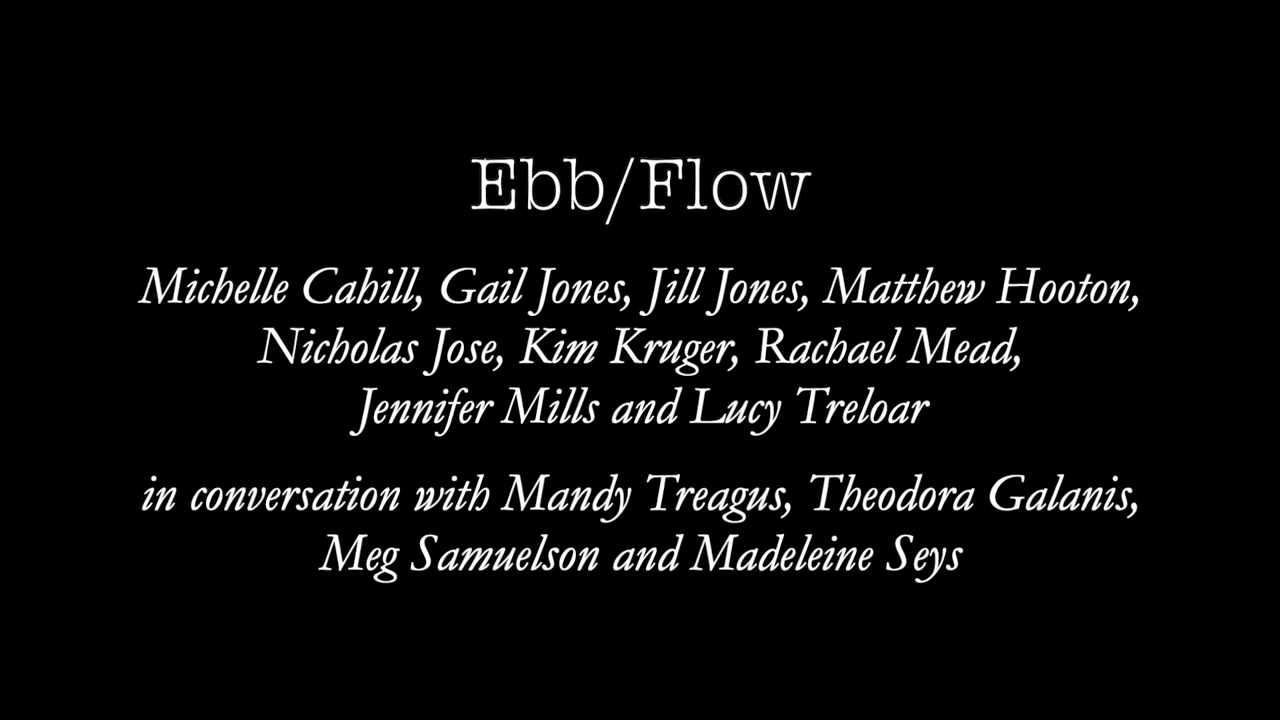 Ebb/Flow
Michelle Cahill, Gail Jones, Jill Jones, Matthew Hooton,
Nicholas Jose, Kim Kruger, Rachael Mead,
Jennifer Mills and Lucy Treloar
in conversation with Mandy Treagus, Theodora Galanis,
Meg Samuelson and Madeleine Seys